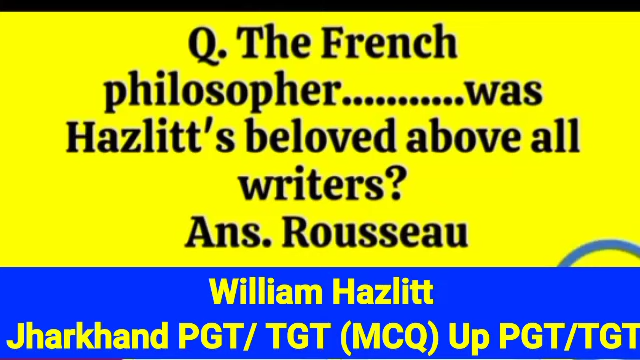 Q. The French
philosopher...........was
Hazlitt's beloved above all
writers?
Ans. Rousseau
William Hazlitt
Jharkhand PGT/ TGT (MCQ) Up PGT/TGT